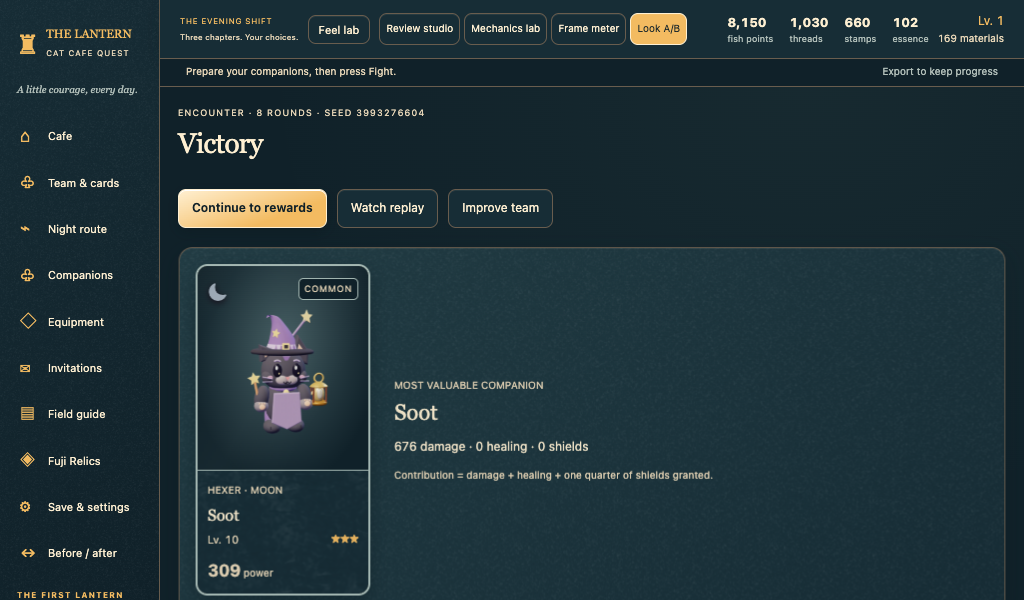 THE LANTERN
CAT CAFE QUEST
A little courage, every day.
Cafe
Team & cards
Night route
Companions
Equipment
Invitations
Field guide
Fuji Relics
Save & settings
Before / after
THE FIRST LANTERN
THE EVENING SHIFT
Three chapters. Your choices.
Feel lab
Review studio
Mechanics lab
Frame meter
Look A/B
8,150
fish points
1,030
threads
660
stamps
102
essence
Lv. 1
169 materials
Prepare your companions, then press Fight.
Export to keep progress
ENCOUNTER · 8 ROUNDS · SEED 3993276604
Victory
Continue to rewards
Watch replay
Improve team
COMMON
HEXER · MOON
Soot
Lv. 10
309 power
MOST VALUABLE COMPANION
Soot
676 damage · 0 healing · 0 shields
Contribution = damage + healing + one quarter of shields granted.